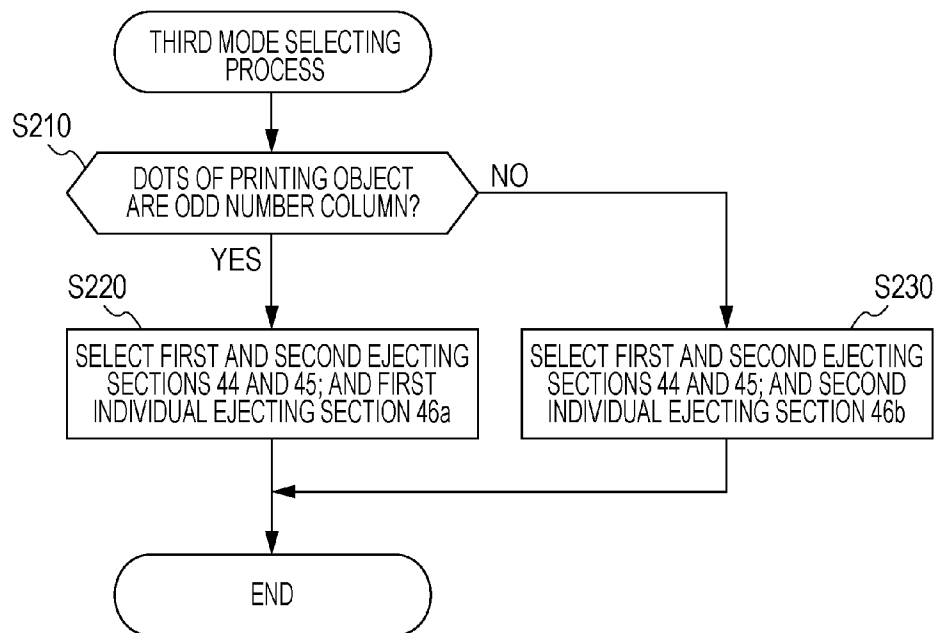 THIRD MODE SELECTING
PROCESS
S210
DOTS OF PRINTING OBJECT
ARE ODD NUMBER COLUMN?
NO
YES
S220
SELECT FIRST AND SECOND EJECTING
SECTIONS 44 AND 45; AND FIRST
INDIVIDUAL EJECTING SECTION 46a
S230
SELECT FIRST AND SECOND EJECTING
SECTIONS 44 AND 45; AND SECOND
INDIVIDUAL EJECTING SECTION 46b
END